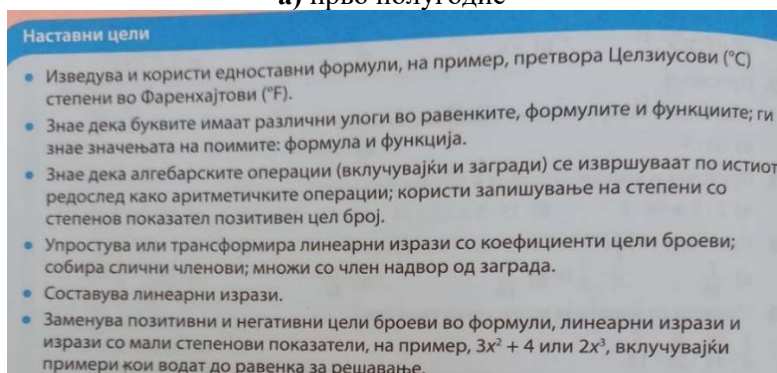 а) прво полугодие
Наставни цели
• Изведува и користи едноставни формули, на пример, претвора Целзиусови (°C)
степени во Фаренхајтови (°F).
• Знае дека буквите имаат различни улоги во равенките, формулите и функциите; ги
знае значењата на поимите: формула и функција.
• Знае дека алгебарските операции (вклучувајќи и загради) се извршуваат по истиот
редослед како аритметичките операции; користи запишување на степени со
степенов показател позитивен цел број.
• Упростува или трансформира линеарни изрази со коефициенти цели броеви;
собира слични членови; множи со член надвор од заграда.
• Составува линеарни изрази.
• Заменува позитивни и негативни цели броеви во формули, линеарни изрази и
изрази со мали степенови показатели, на пример, 3x² + 4 или 2x³, вклучувајќи
примери кои водат до равенка за решавање.